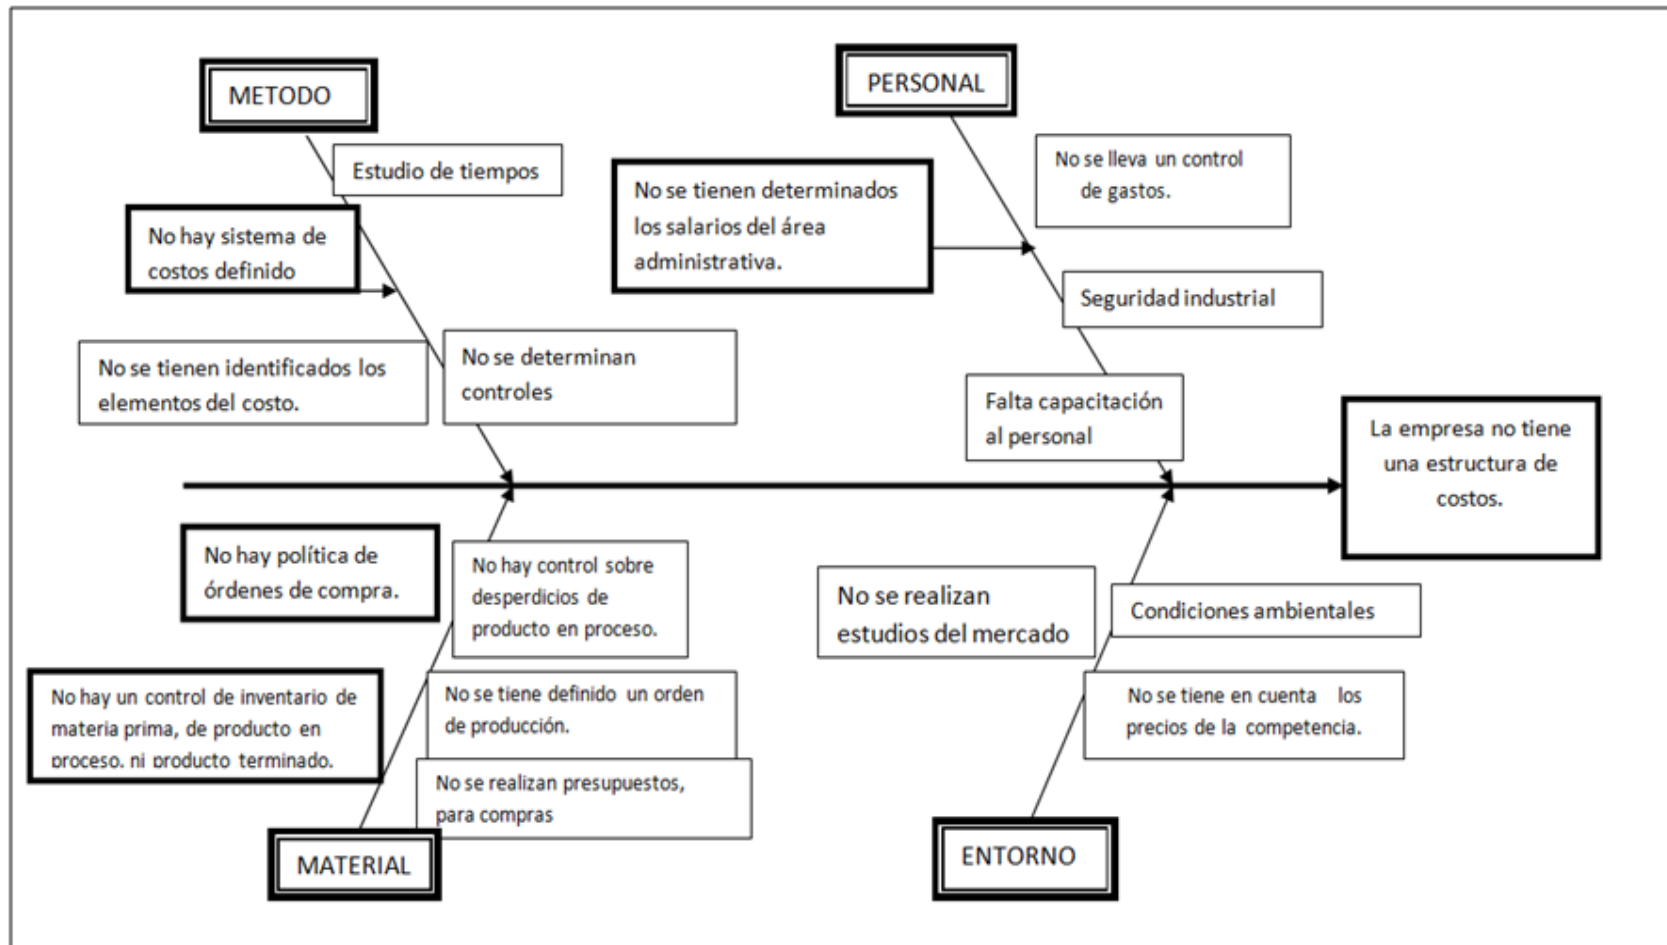 METODO
Estudio de tiempos
No hay sistema de
costos definido
No se tienen identificados los
elementos del costo.
No se determinan
controles
PERSONAL
No se tienen determinados
los salarios del área
administrativa.
No se lleva un control
de gastos.
Seguridad industrial
Falta capacitación
al personal
La empresa no tiene
una estructura de
costos.
No hay política de
órdenes de compra.
No hay control sobre
desperdicios de
producto en proceso.
No hay un control de inventario de
materia prima, de producto en
proceso. ni producto terminado.
No se tiene definido un orden
de producción.
No se realizan presupuestos,
para compras
MATERIAL
No se realizan
estudios del mercado
Condiciones ambientales
No se tiene en cuenta los
precios de la competencia.
ENTORNO